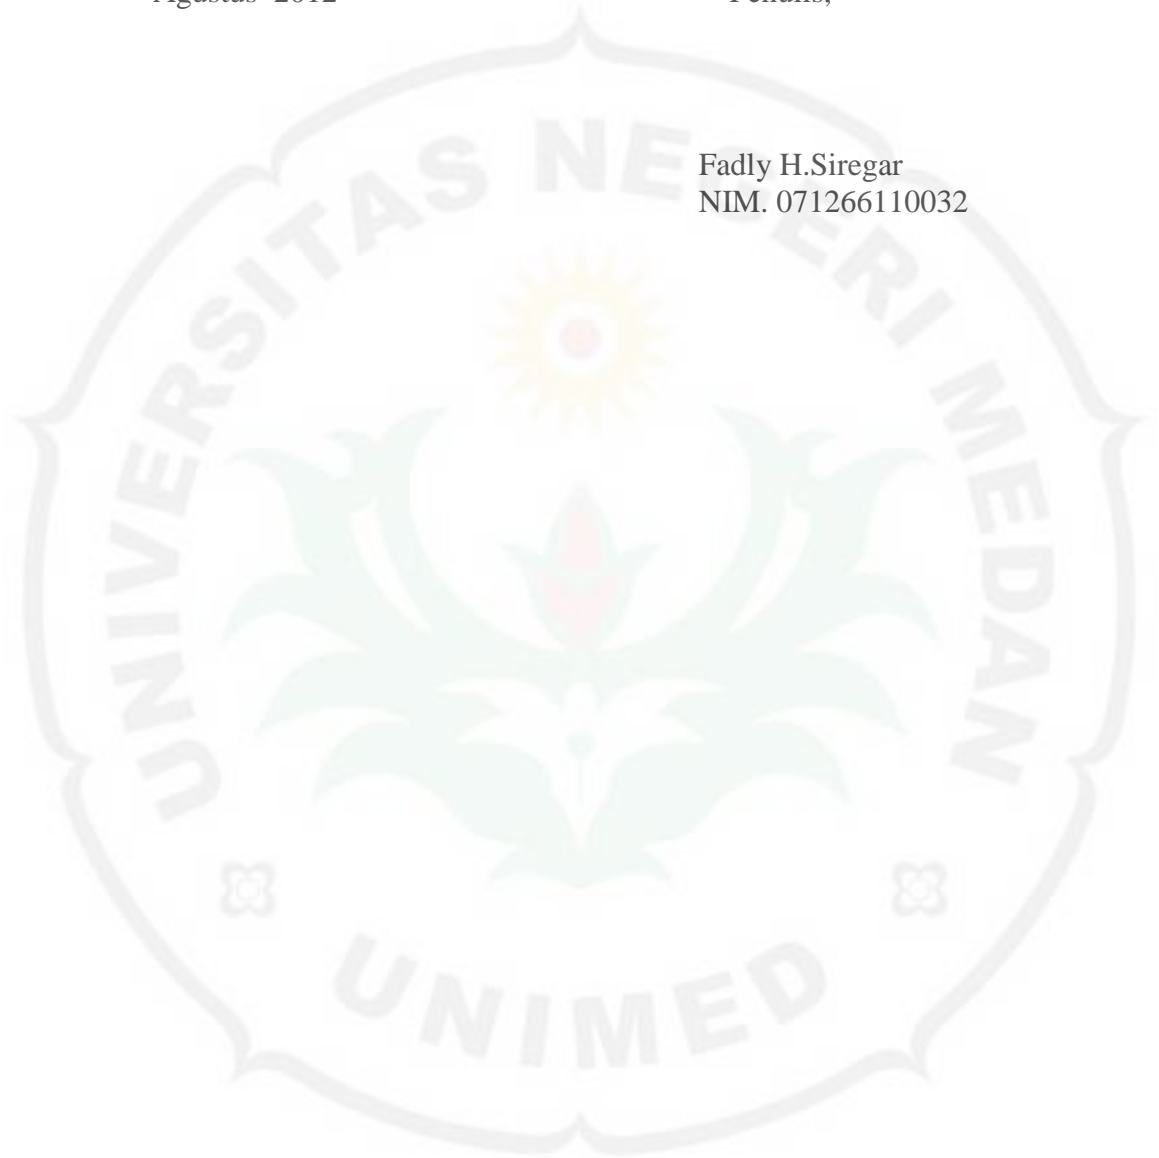 Agustus 2012 Penulis,
Fadly H.Siregar
NIM. 071266110032
UNIVERSITAS NEGERI MEDAN
UNIMED